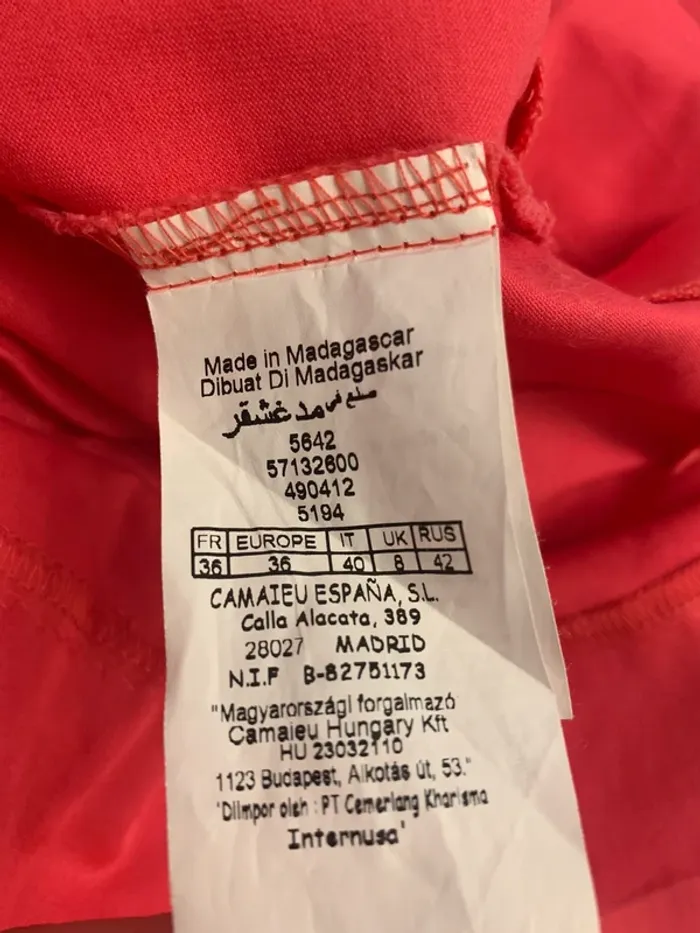 Made in Madagascar
Dibuat Di Madagaskar
صنع في مدغشقر
5642
57132600
490412
5194
FR EUROPE IT UK RUS
36 36 40 8 42
CAMAIEU ESPAÑA, S.L.
Calla Alacata, 389
28027 MADRID
N.I.F B-82751173
"Magyarországi forgalmazó
Camaieu Hungary Kft
HU 23032110
1123 Budapest, Alkotás út, 53."
'Diimpor oleh : PT Cemerlang Kharisma
Internusa'